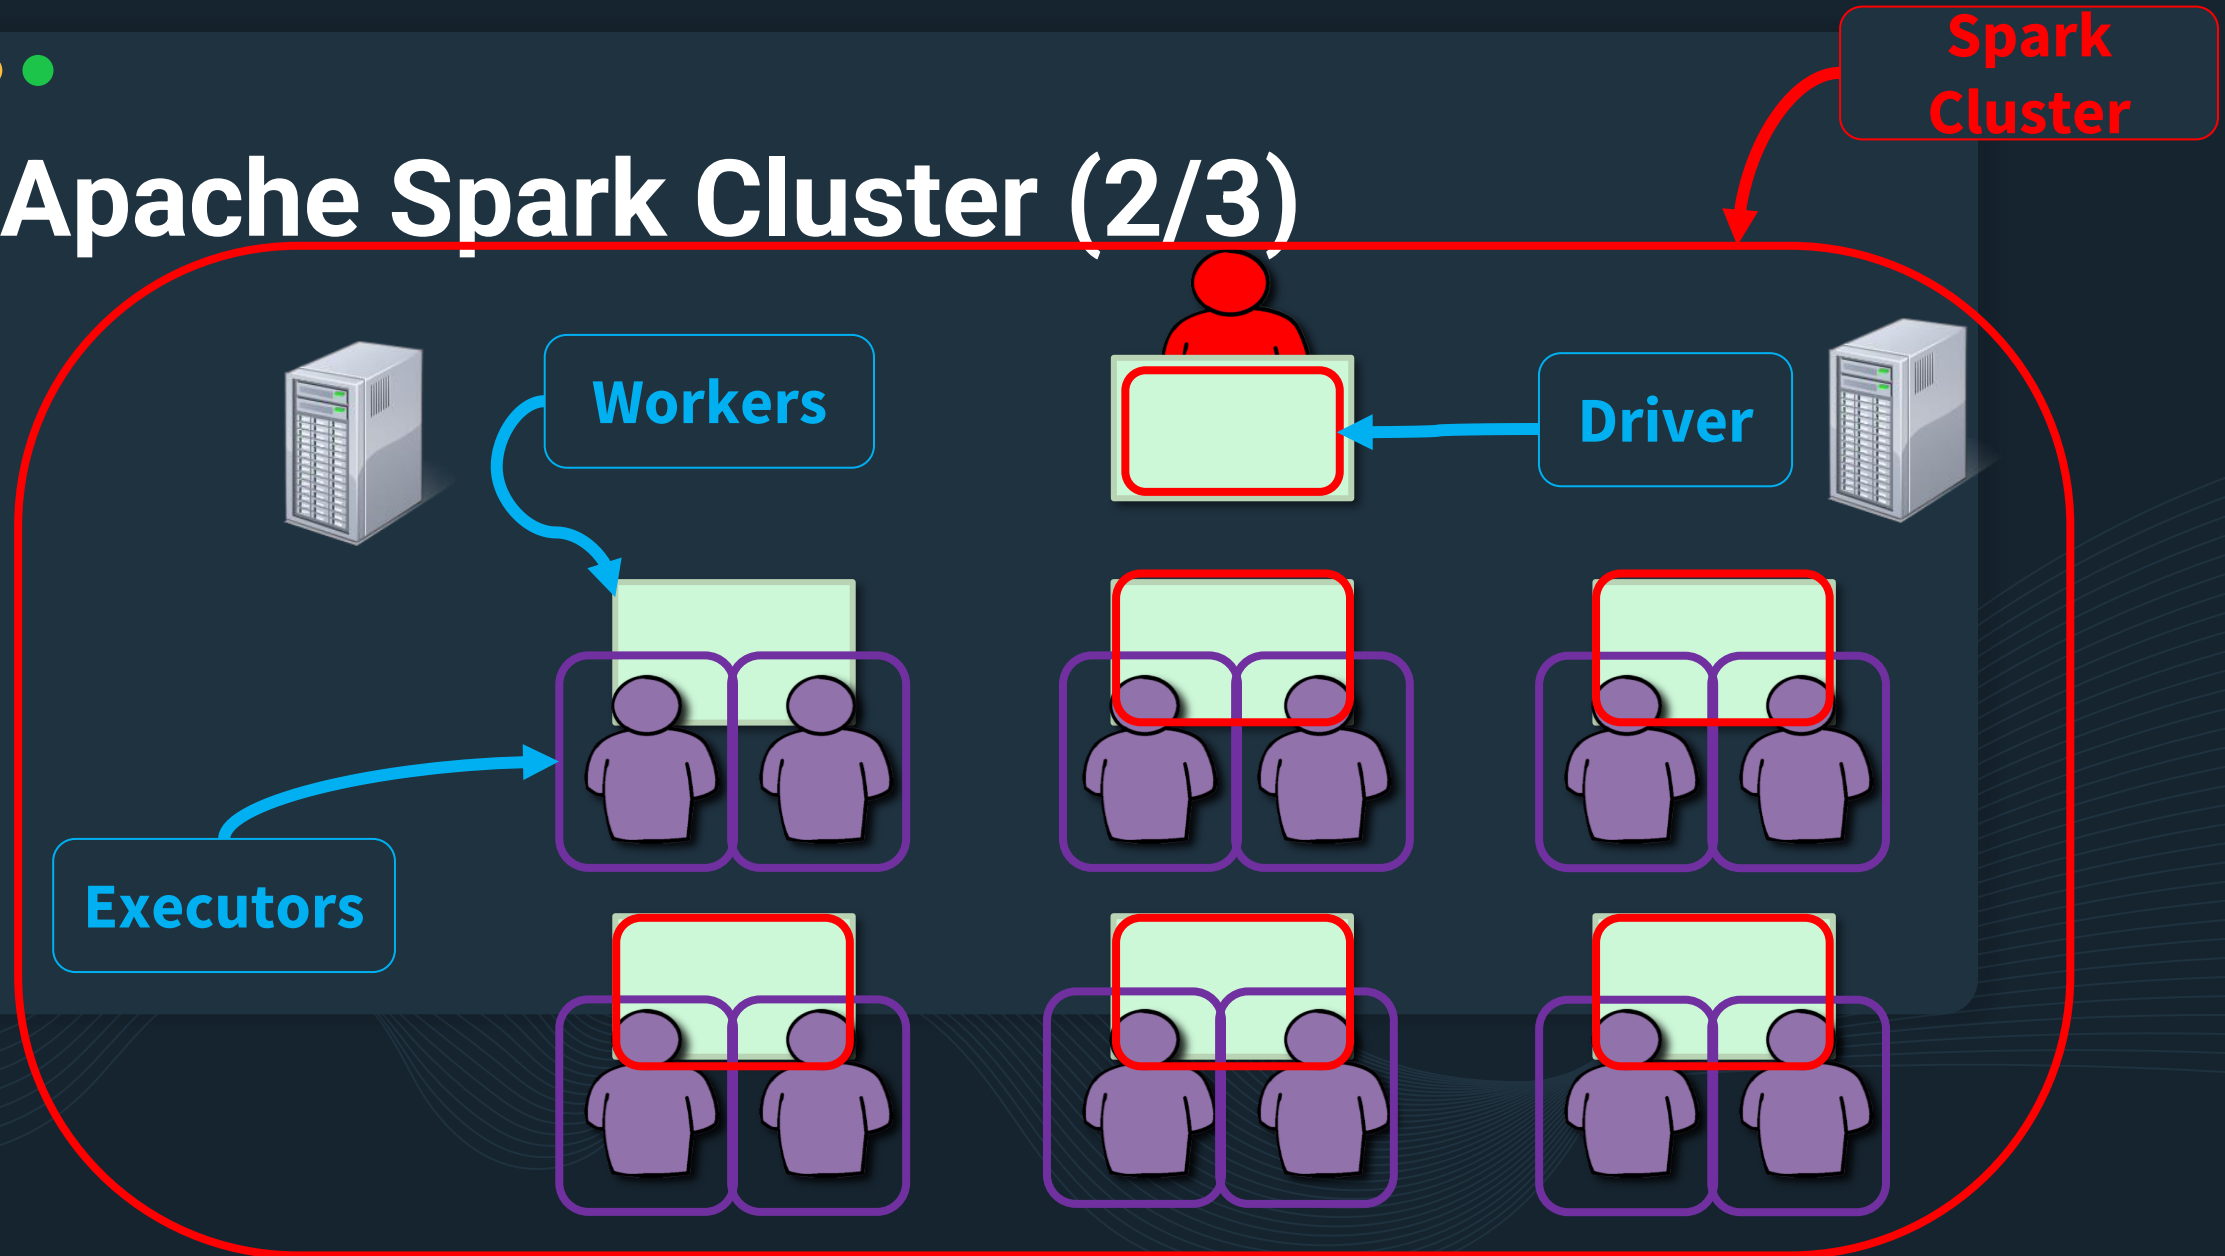 Spark
Cluster
Apache Spark Cluster (2/3)
Workers
Driver
Executors